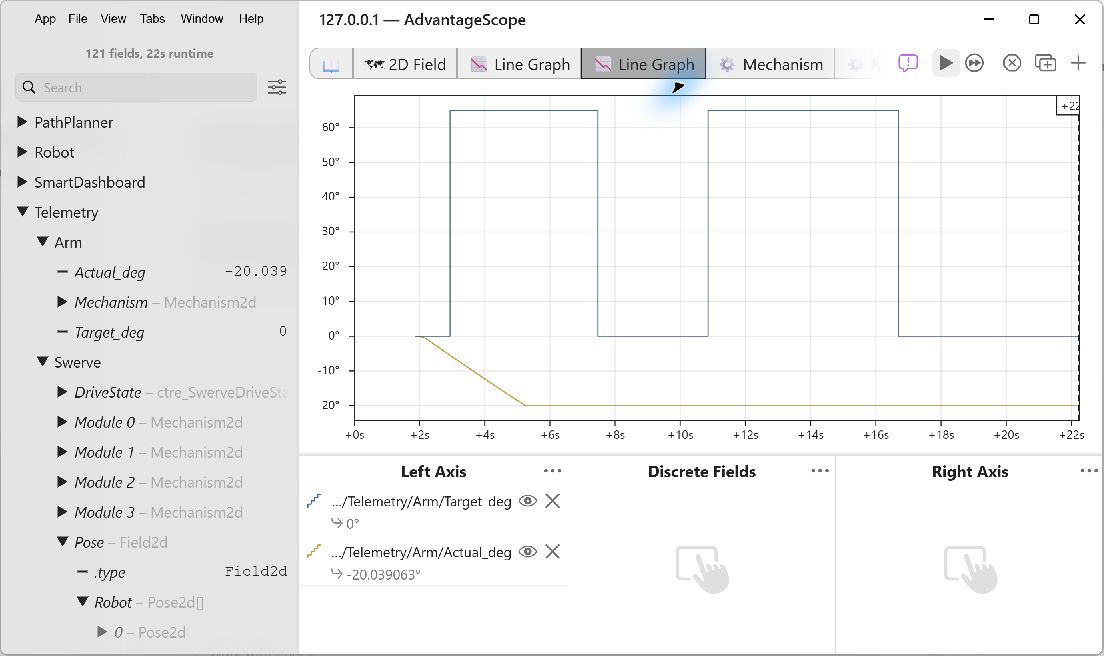 App File View Tabs Window Help
127.0.0.1 — AdvantageScope
121 fields, 22s runtime
2D Field Line Graph Line Graph Mechanism
Search
PathPlanner
Robot
SmartDashboard
Telemetry
Arm
Actual_deg -20.039
Mechanism – Mechanism2d
Target_deg 0
Swerve
DriveState – ctre_SwerveDriveSta
Module 0 – Mechanism2d
Module 1 – Mechanism2d
Module 2 – Mechanism2d
Module 3 – Mechanism2d
Pose – Field2d
.type Field2d
Robot – Pose2d[]
0 – Pose2d
+22
60°
50°
40°
30°
20°
10°
0°
-10°
20°
+0s +2s +4s +6s +8s +10s +12s +14s +16s +18s +20s +22s
Left Axis ...
.../Telemetry/Arm/Target_deg
0°
.../Telemetry/Arm/Actual_deg
-20.039063°
Discrete Fields ...
Right Axis ...